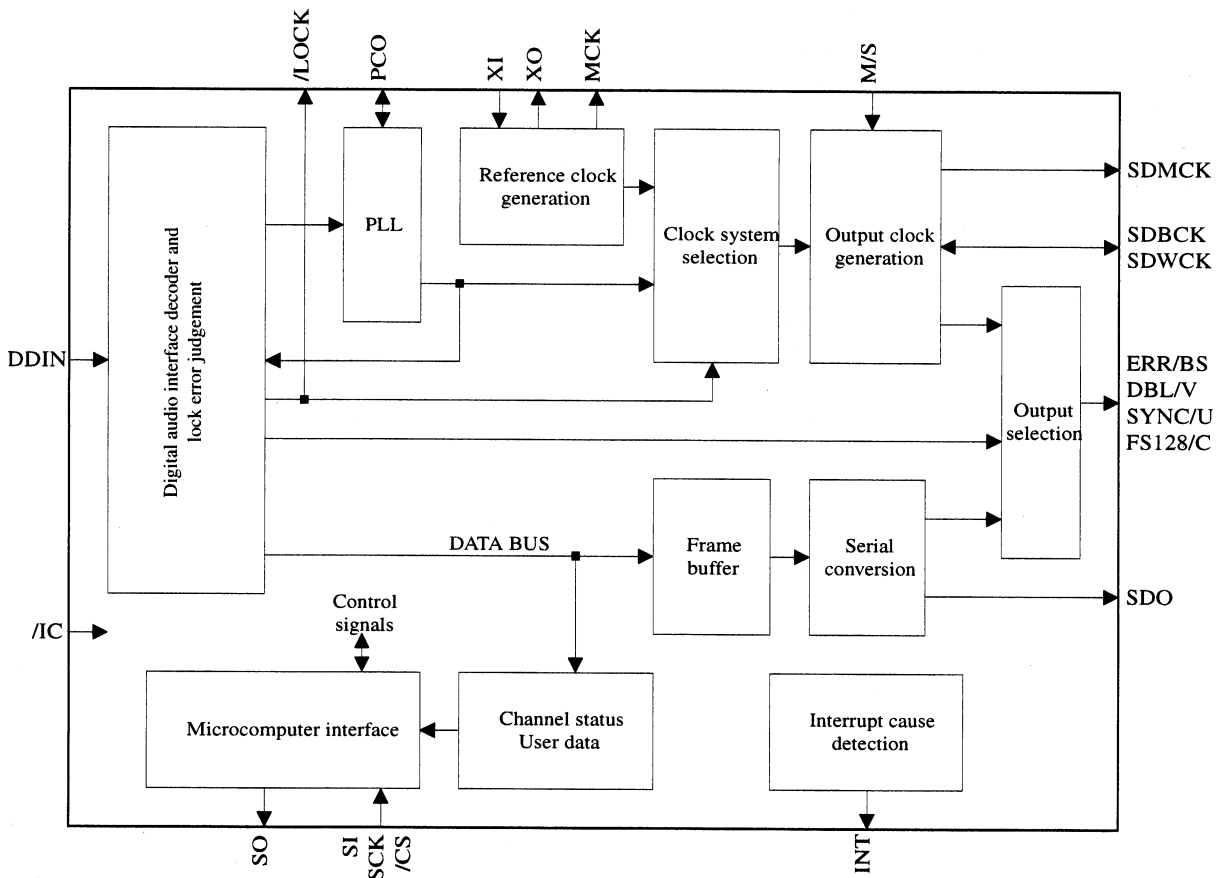 /LOCK
PCO
XI
XO
MCK
M/S
Digital audio interface decoder and
lock error judgement
PLL
Reference clock
generation
Clock system
selection
Output clock
generation
SDMCK
SDBCK
SDWCK
DDIN
Output
selection
ERR/BS
DBL/V
SYNC/U
FS128/C
DATA BUS
Frame
buffer
Serial
conversion
SDO
/IC
Control
signals
Microcomputer interface
Channel status
User data
Interrupt cause
detection
SO
SI
SCK
/CS
INT